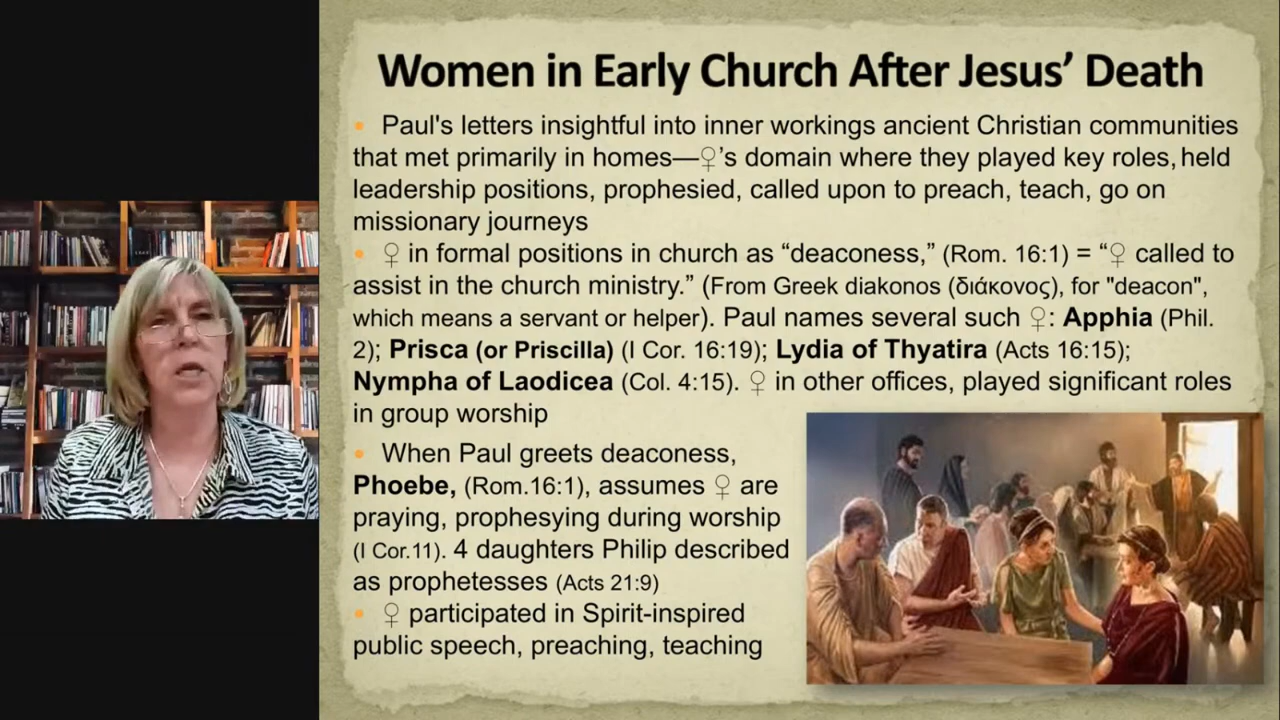 Women in Early Church After Jesus’ Death
• Paul's letters insightful into inner workings ancient Christian communities
that met primarily in homes—♀’s domain where they played key roles, held
leadership positions, prophesied, called upon to preach, teach, go on
missionary journeys
• ♀ in formal positions in church as “deaconess,” (Rom. 16:1) = “♀ called to
assist in the church ministry.” (From Greek diakonos (διάκονος), for "deacon",
which means a servant or helper). Paul names several such ♀: Apphia (Phil.
2); Prisca (or Priscilla) (I Cor. 16:19); Lydia of Thyatira (Acts 16:15);
Nympha of Laodicea (Col. 4:15). ♀ in other offices, played significant roles
in group worship
• When Paul greets deaconess,
Phoebe, (Rom.16:1), assumes ♀ are
praying, prophesying during worship
(I Cor.11). 4 daughters Philip described
as prophetesses (Acts 21:9)
• ♀ participated in Spirit-inspired
public speech, preaching, teaching